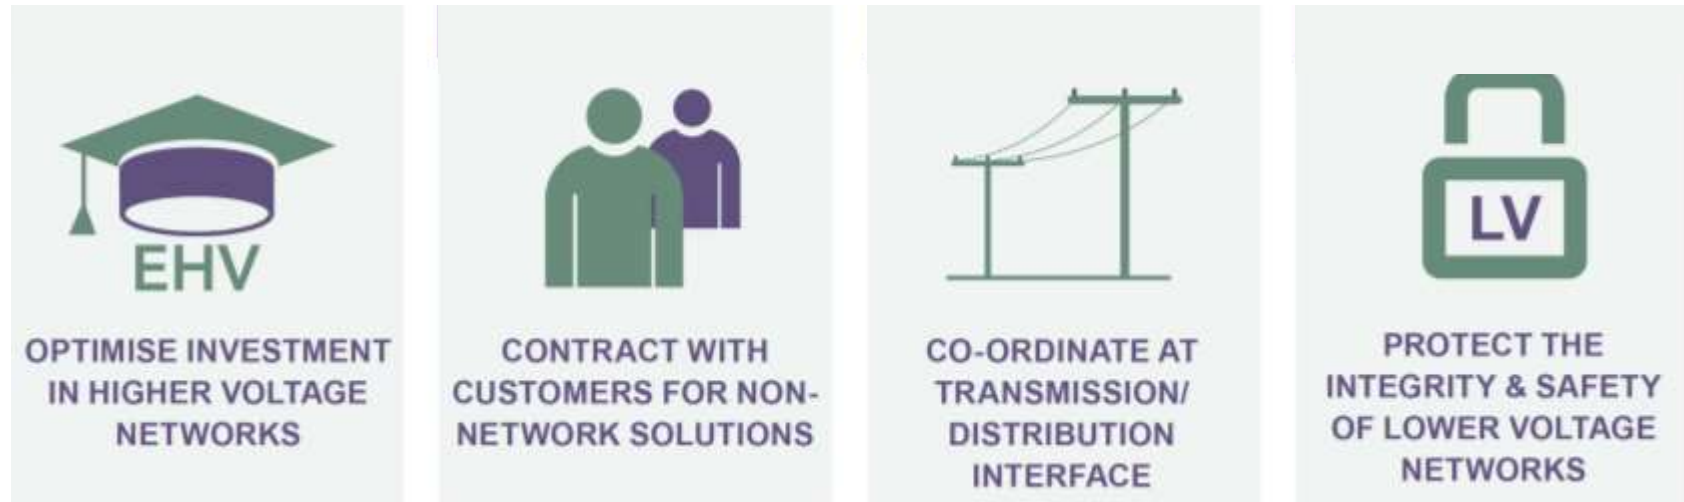 EHV
OPTIMISE INVESTMENT
IN HIGHER VOLTAGE
NETWORKS
CONTRACT WITH
CUSTOMERS FOR NON-
NETWORK SOLUTIONS
CO-ORDINATE AT
TRANSMISSION/
DISTRIBUTION
INTERFACE
LV
PROTECT THE
INTEGRITY & SAFETY
OF LOWER VOLTAGE
NETWORKS